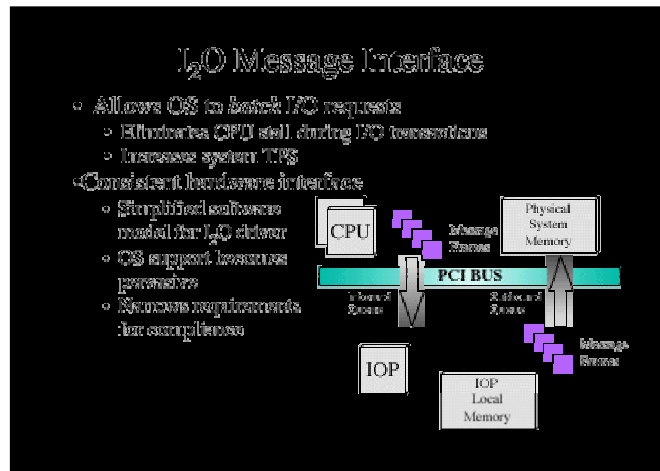 I₂O Message Interface
• Allows OS to batch I/O requests
• Eliminates CPU stall during I/O transactions
• Increases system TPS
•Consistent hardware interface
• Simplified software
model for I₂O driver
• OS support becomes
pervasive
• Narrows requirements
for compliance
CPU
Message
Frames
Physical
System
Memory
PCI BUS
Inbound
Queues
Outbound
Queues
IOP
IOP
Local
Memory
Message
Frames